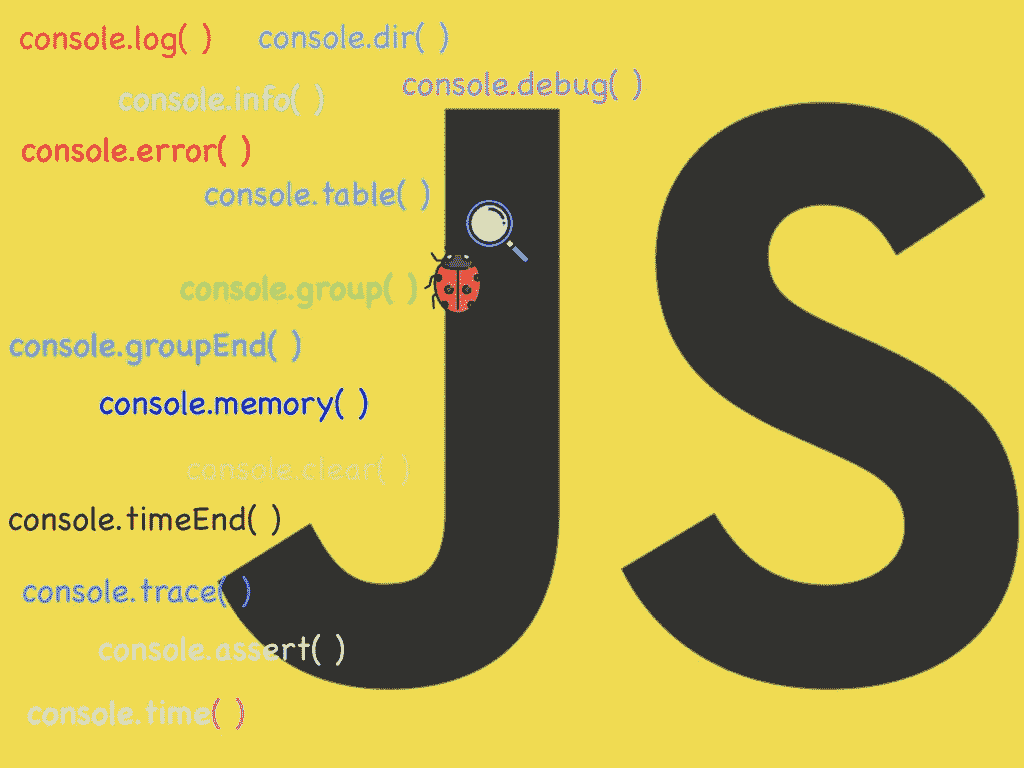 console.log( ) console.dir( )
console.debug( )
console.info( )
console.error( )
console.table( )
console.group( )
console.groupEnd( )
console.memory( )
console.clear( )
console.timeEnd( )
console.trace( )
console.assert( )
console.time( )
JS